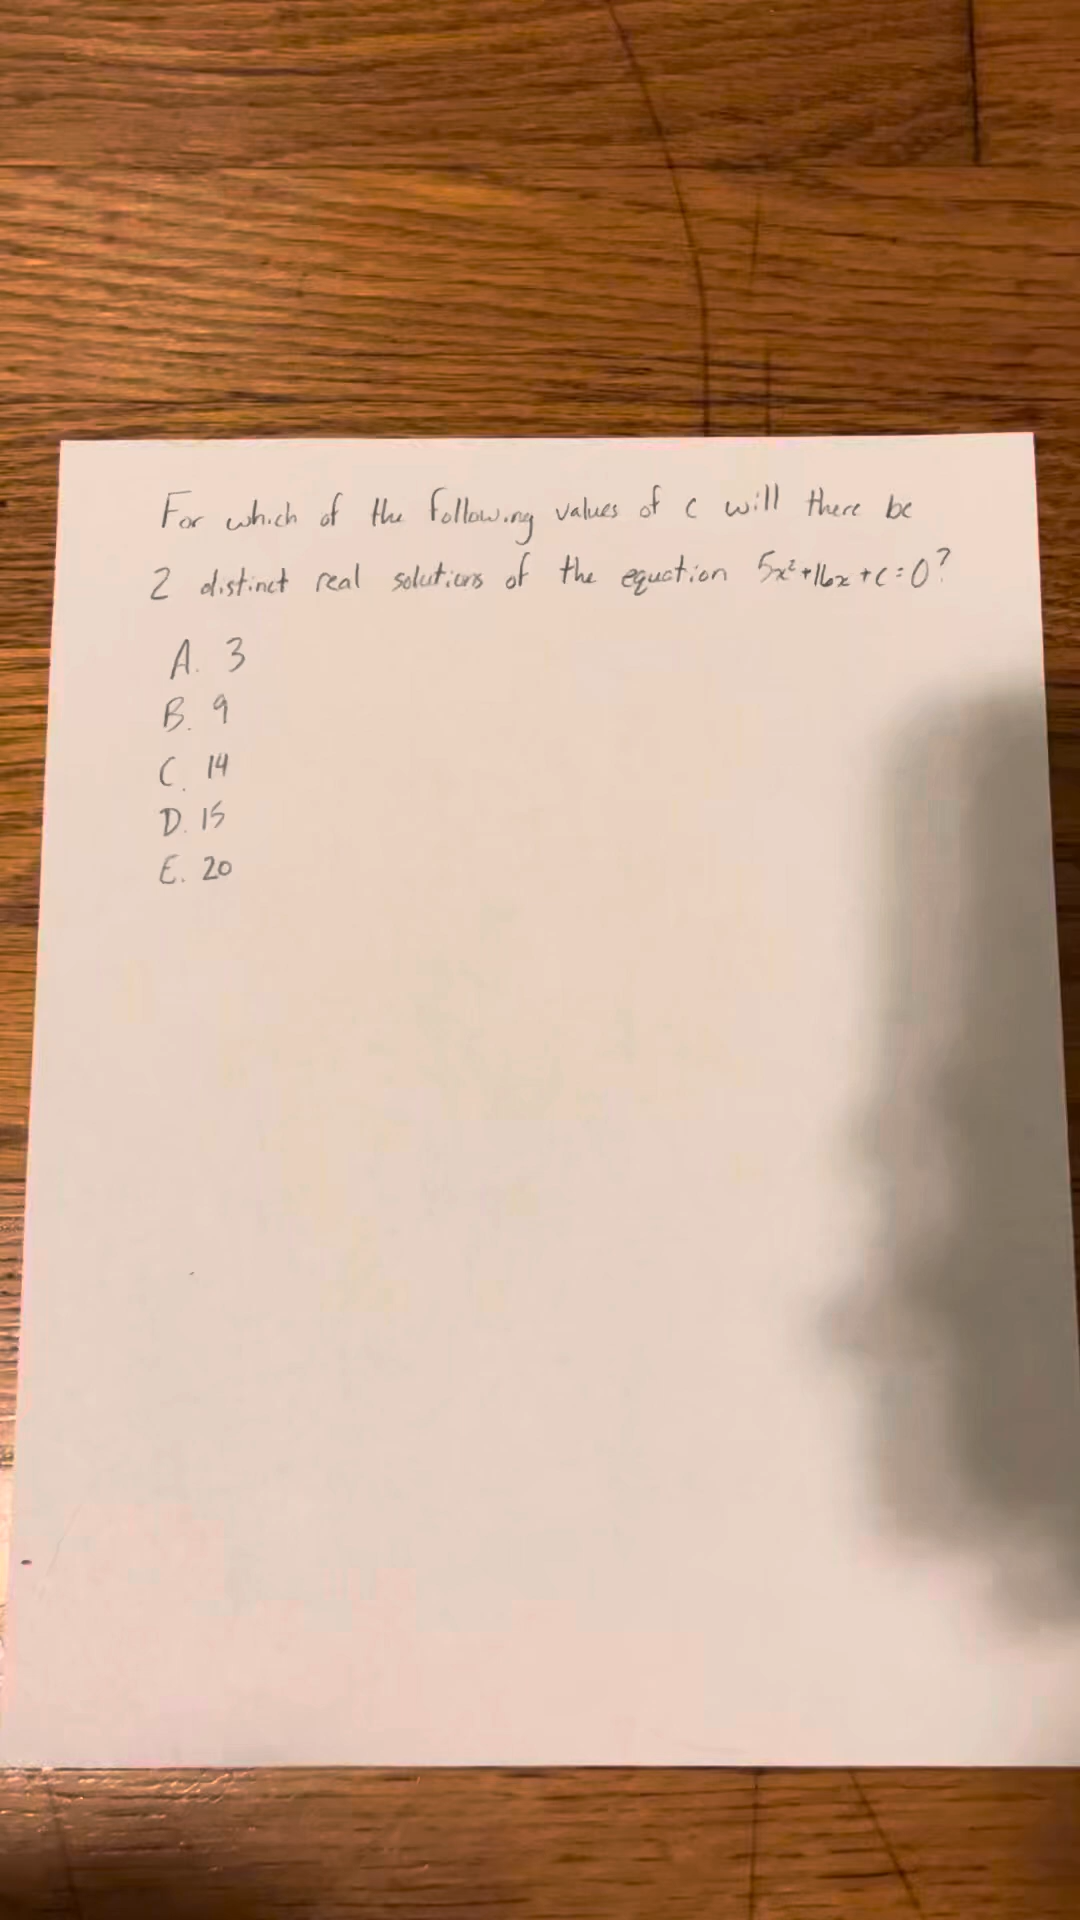 For which of the following values of c will there be
2 distinct real solutions of the equation 5x²+16x+c=0?
A. 3
B. 9
C. 14
D. 15
E. 20